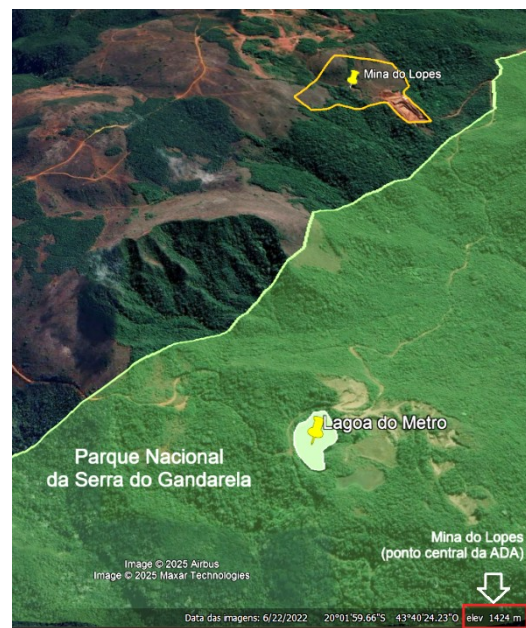 Mina do Lopes
Lagoa do Metro
Parque Nacional
da Serra do Gandarela
Mina do Lopes
(ponto central da ADA)
Image © 2025 Airbus
Image © 2025 Maxar Technologies
Data das imagens: 6/22/2022 20°01'59.66"S 43°40'24.23"O elev 1424 m